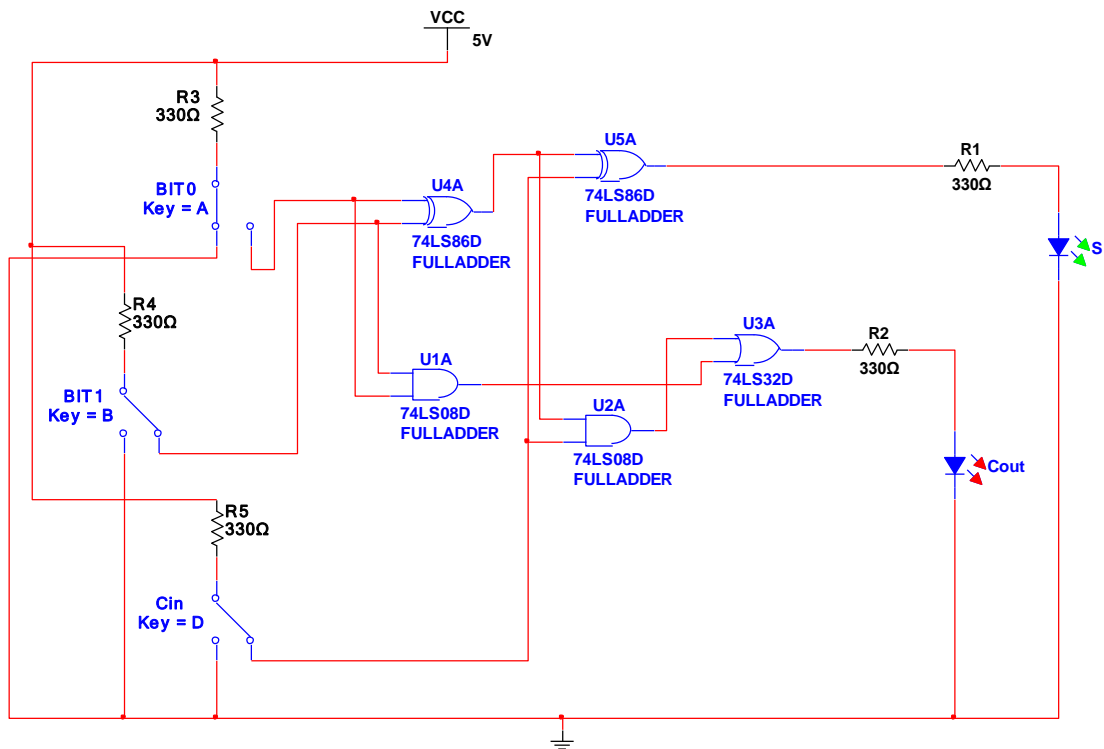 VCC
5V
R3
330Ω
BIT0
Key = A
U4A
74LS86D
FULLADDER
U5A
74LS86D
FULLADDER
R1
330Ω
S
R4
330Ω
BIT1
Key = B
U1A
74LS08D
FULLADDER
U3A
74LS32D
FULLADDER
R2
330Ω
U2A
74LS08D
FULLADDER
Cout
R5
330Ω
Cin
Key = D